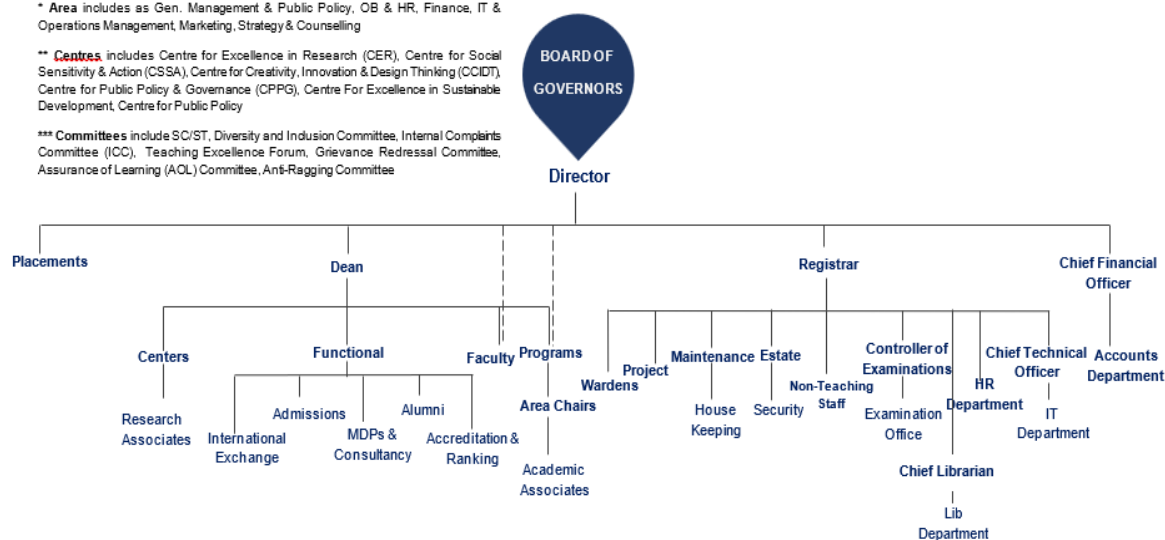 * Area includes as Gen. Management & Public Policy, OB & HR, Finance, IT &
Operations Management, Marketing, Strategy & Counselling
** Centres includes Centre for Excellence in Research (CER), Centre for Social
Sensitivity & Action (CSSA), Centre for Creativity, Innovation & Design Thinking (CCIDT),
Centre for Public Policy & Governance (CPPG), Centre For Excellence in Sustainable
Development, Centre for Public Policy
*** Committees include SC/ST, Diversity and Inclusion Committee, Internal Complaints
Committee (ICC), Teaching Excellence Forum, Grievance Redressal Committee,
Assurance of Learning (AOL) Committee, Anti-Ragging Committee
BOARD OF
GOVERNORS
Director
Placements
Dean
Registrar
Chief Financial
Officer
Centers
Functional
Faculty
Programs
Wardens
Project
Maintenance
Estate
Non-Teaching
Staff
Controller of
Examinations
HR
Department
Chief Technical
Officer
Accounts
Department
Research
Associates
International
Exchange
Admissions
MDPs &
Consultancy
Alumni
Accreditation &
Ranking
Area Chairs
Academic
Associates
House
Keeping
Security
Examination
Office
IT
Department
Chief Librarian
Lib
Department